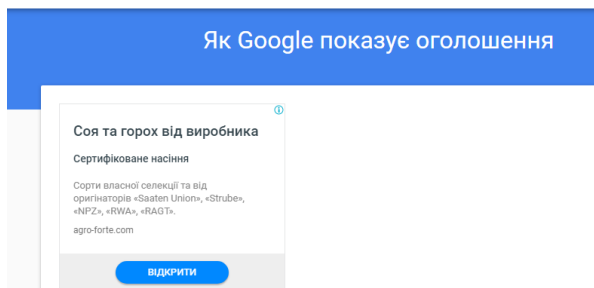 Як Google показує оголошення
Соя та горох від виробника
Сертифіковане насіння
Сорти власної селекції та від
оригінаторів «Saaten Union», «Strube»,
«NPZ», «RWA», «RAGT».
agro-forte.com
ВІДКРИТИ